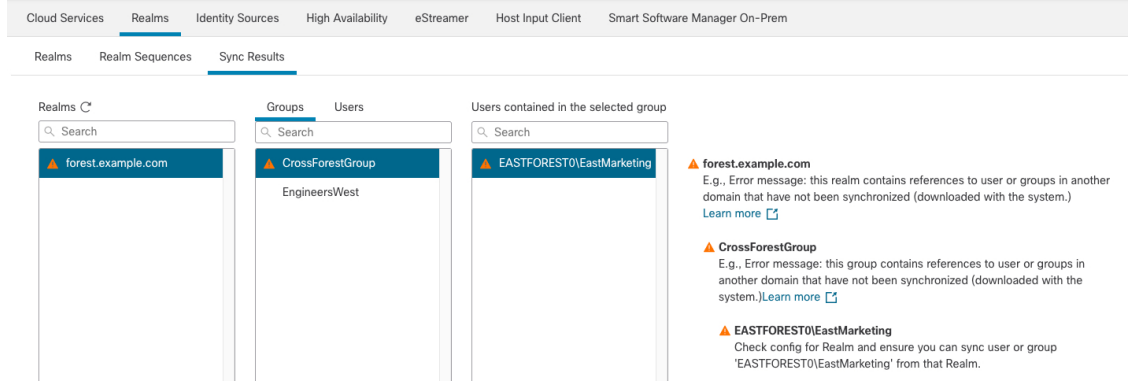 Cloud Services Realms Identity Sources High Availability eStreamer Host Input Client Smart Software Manager On-Prem
Realms Realm Sequences Sync Results
Realms
Search
forest.example.com
Groups Users
Search
CrossForestGroup
EngineersWest
Users contained in the selected group
Search
EASTFOREST0\EastMarketing
forest.example.com
E.g., Error message: this realm contains references to user or groups in another
domain that have not been synchronized (downloaded with the system.)
Learn more
CrossForestGroup
E.g., Error message: this group contains references to user or groups in
another domain that have not been synchronized (downloaded with the
system.)Learn more
EASTFOREST0\EastMarketing
Check config for Realm and ensure you can sync user or group
'EASTFOREST0\EastMarketing' from that Realm.